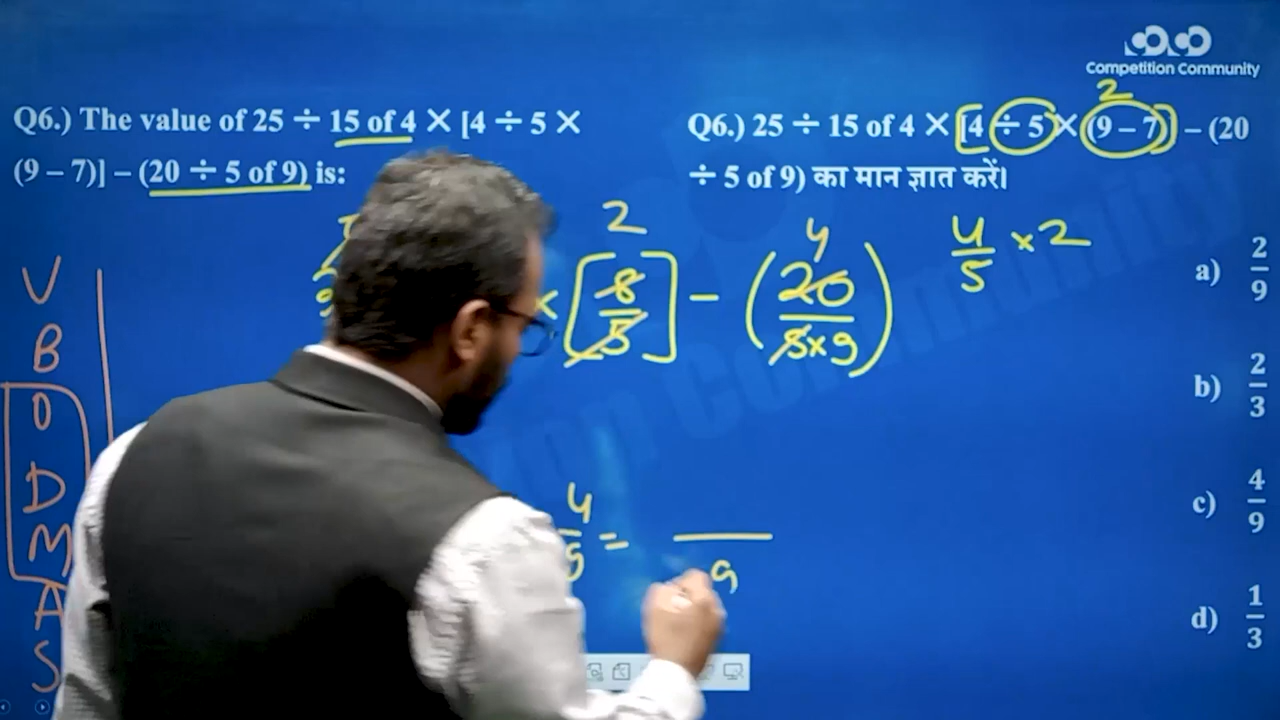 Competition Community
Q6.) The value of 25 ÷ 15 of 4 × [4 ÷ 5 ×
(9 – 7)] – (20 ÷ 5 of 9) is:
2
Q6.) 25 ÷ 15 of 4 × [4 ÷ 5 × (9 – 7)] – (20
÷ 5 of 9) का मान ज्ञात करें।
V
B
O
D
M
A
S
2
× [8/5] – (20/5×9)
4
4/5 × 2
4
= 
9
a) 2/9
b) 2/3
c) 4/9
d) 1/3